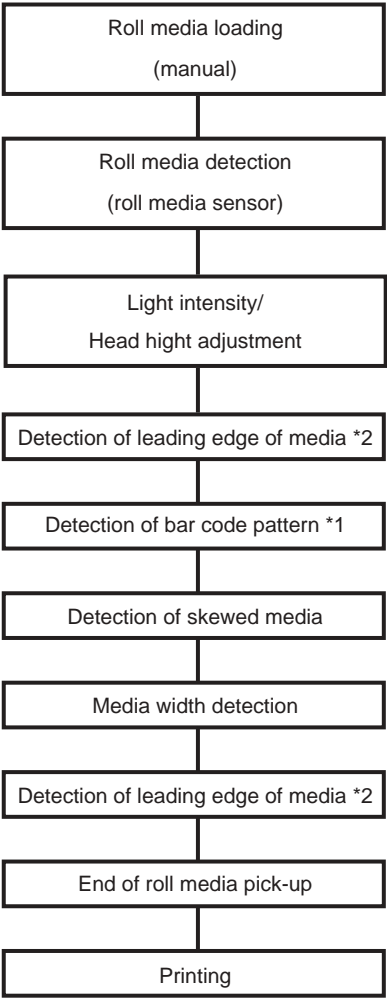 Roll media loading
(manual)
Roll media detection
(roll media sensor)
Light intensity/
Head hight adjustment
Detection of leading edge of media *2
Detection of bar code pattern *1
Detection of skewed media
Media width detection
Detection of leading edge of media *2
End of roll media pick-up
Printing